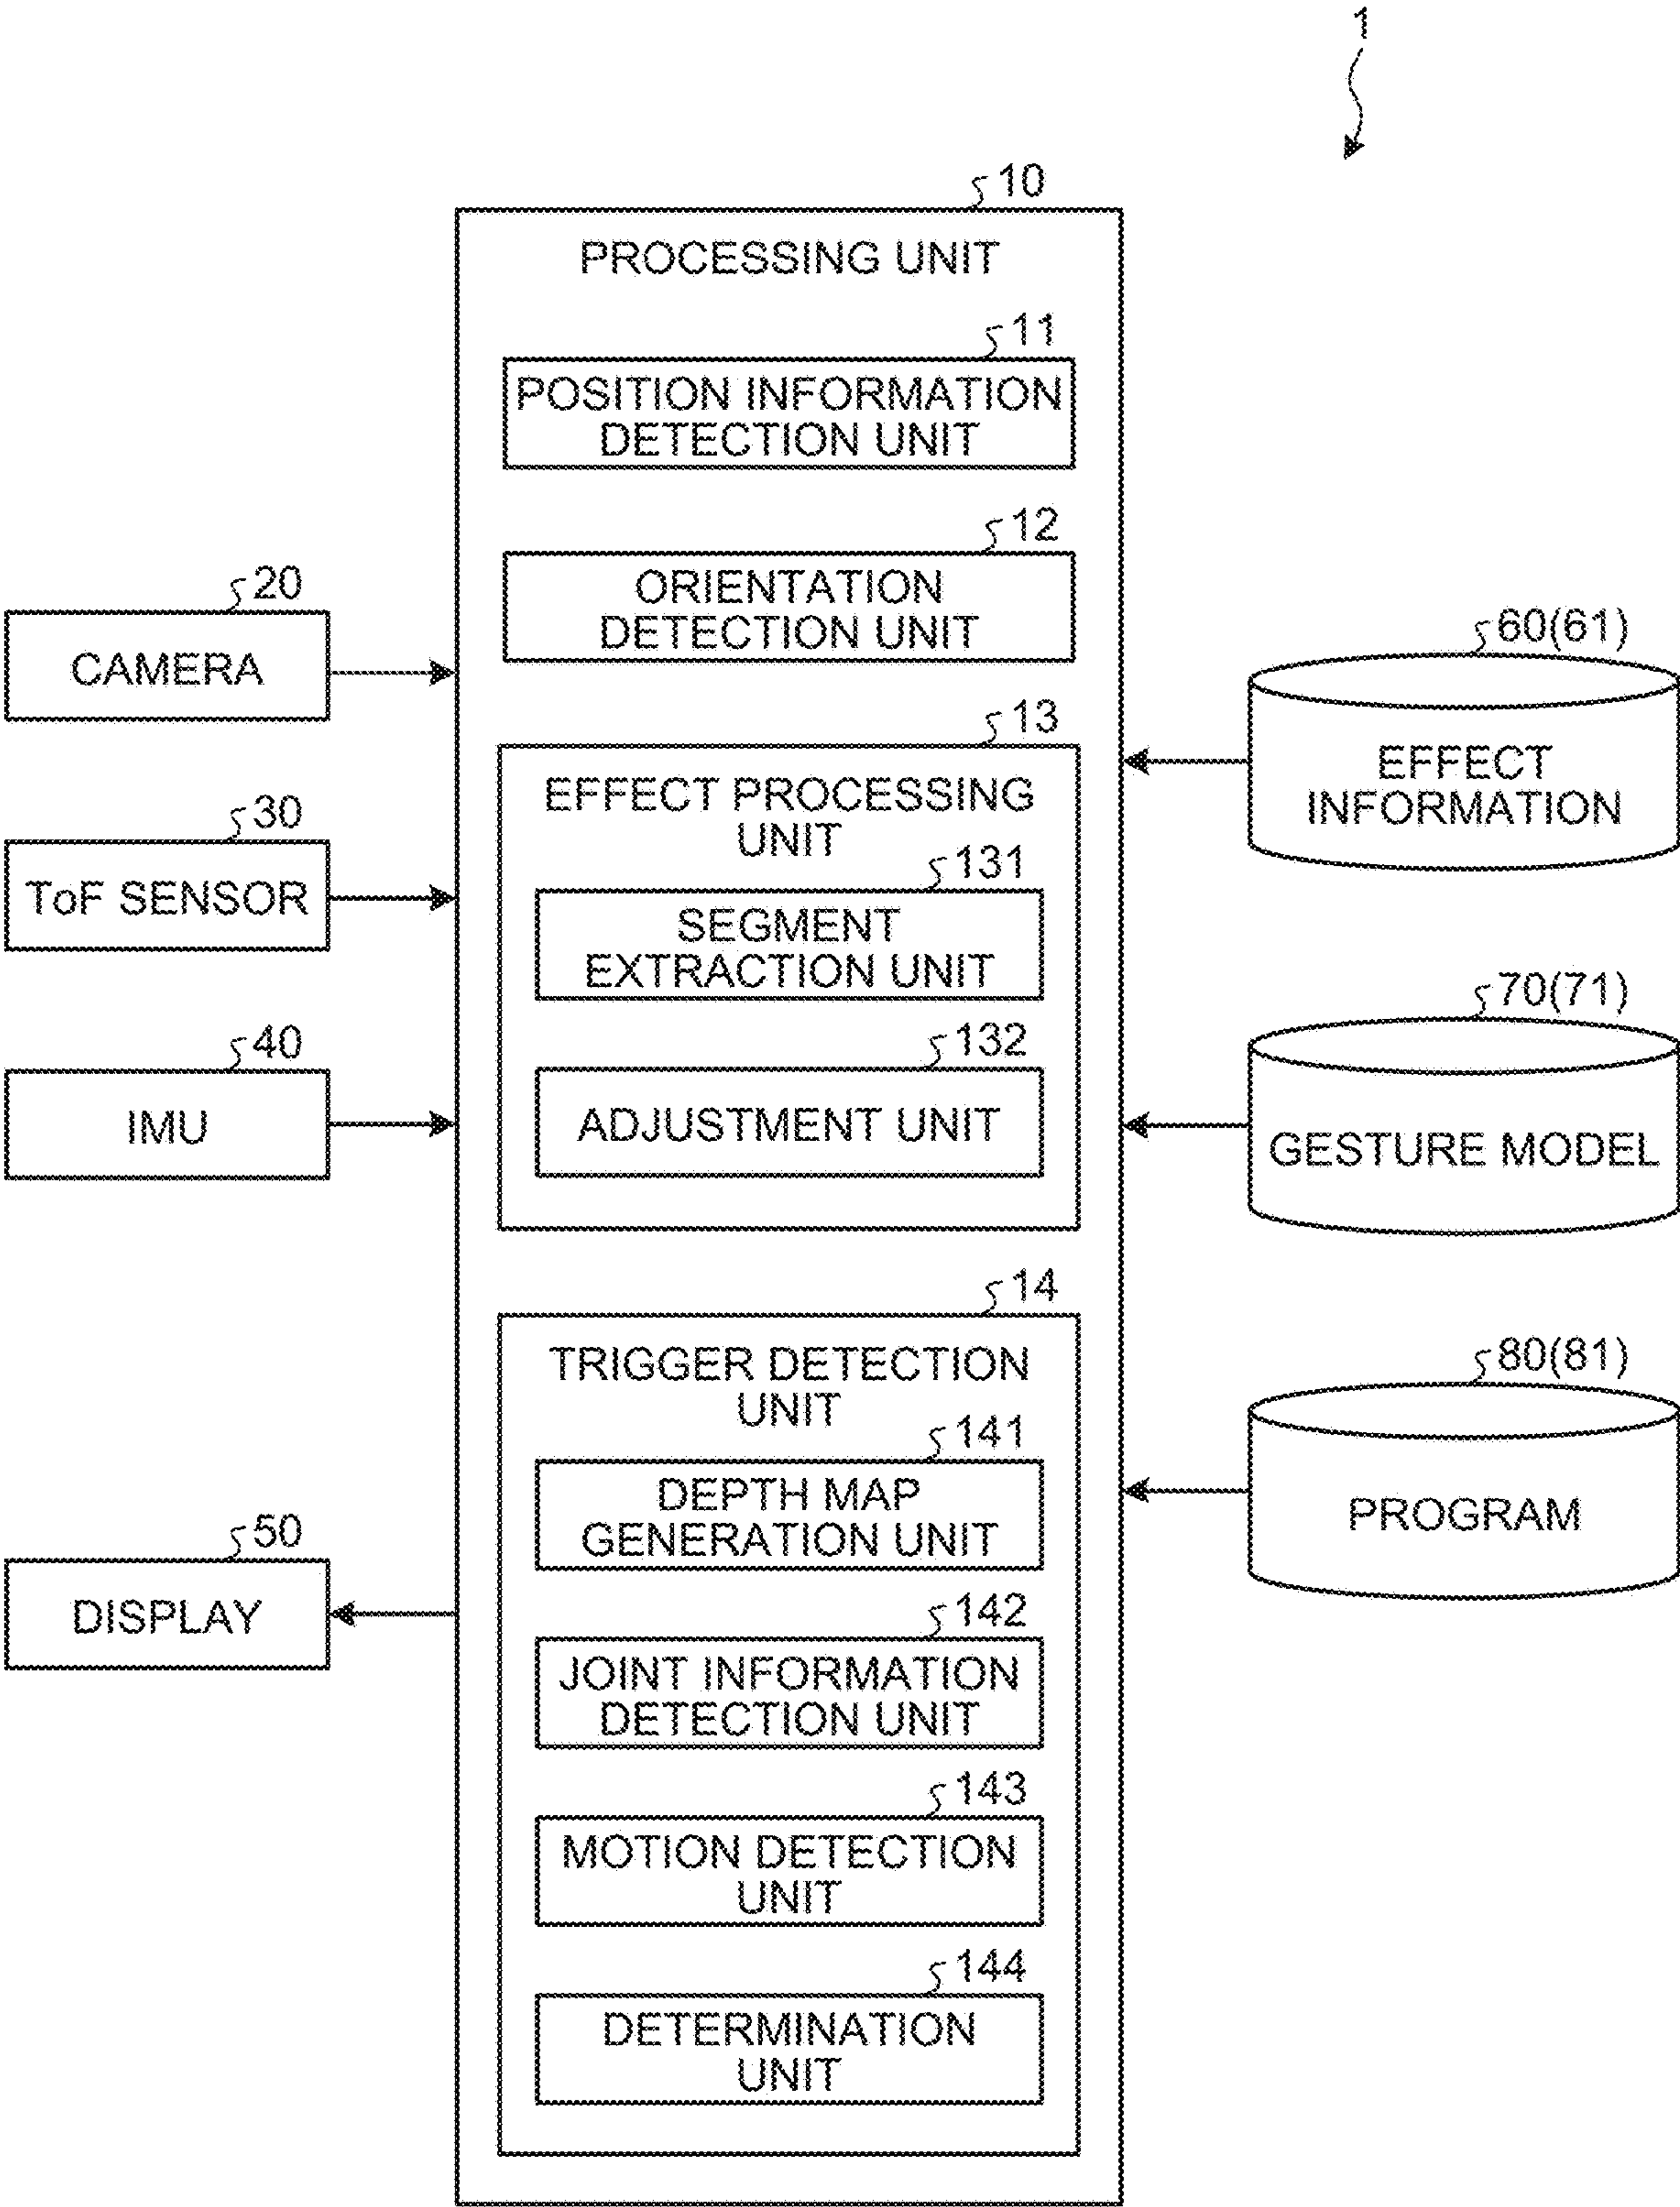 1
10
PROCESSING UNIT
11
POSITION INFORMATION
DETECTION UNIT
12
ORIENTATION
DETECTION UNIT
13
EFFECT PROCESSING
UNIT
131
SEGMENT
EXTRACTION UNIT
132
ADJUSTMENT UNIT
14
TRIGGER DETECTION
UNIT
141
DEPTH MAP
GENERATION UNIT
142
JOINT INFORMATION
DETECTION UNIT
143
MOTION DETECTION
UNIT
144
DETERMINATION
UNIT
20
CAMERA
30
ToF SENSOR
40
IMU
50
DISPLAY
60(61)
EFFECT
INFORMATION
70(71)
GESTURE MODEL
80(81)
PROGRAM